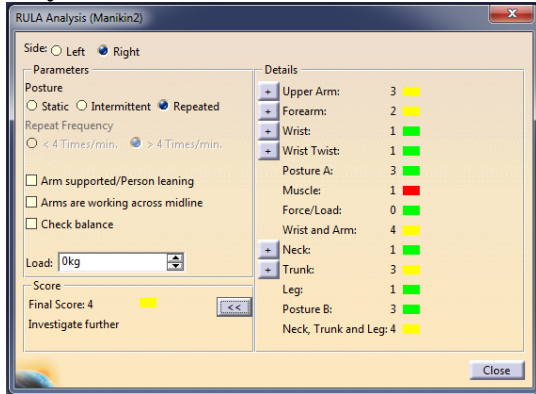 RULA Analysis (Manikin2)
Side: Left Right
Parameters
Posture
Static Intermittent Repeated
Repeat Frequency
< 4 Times/min. > 4 Times/min.
Arm supported/Person leaning
Arms are working across midline
Check balance
Load: 0kg
Score
Final Score: 4
<<
Investigate further
Details
+ Upper Arm: 3
+ Forearm: 2
+ Wrist: 1
+ Wrist Twist: 1
Posture A: 3
Muscle: 1
Force/Load: 0
Wrist and Arm: 4
+ Neck: 1
+ Trunk: 3
Leg: 1
Posture B: 3
Neck, Trunk and Leg: 4
Close